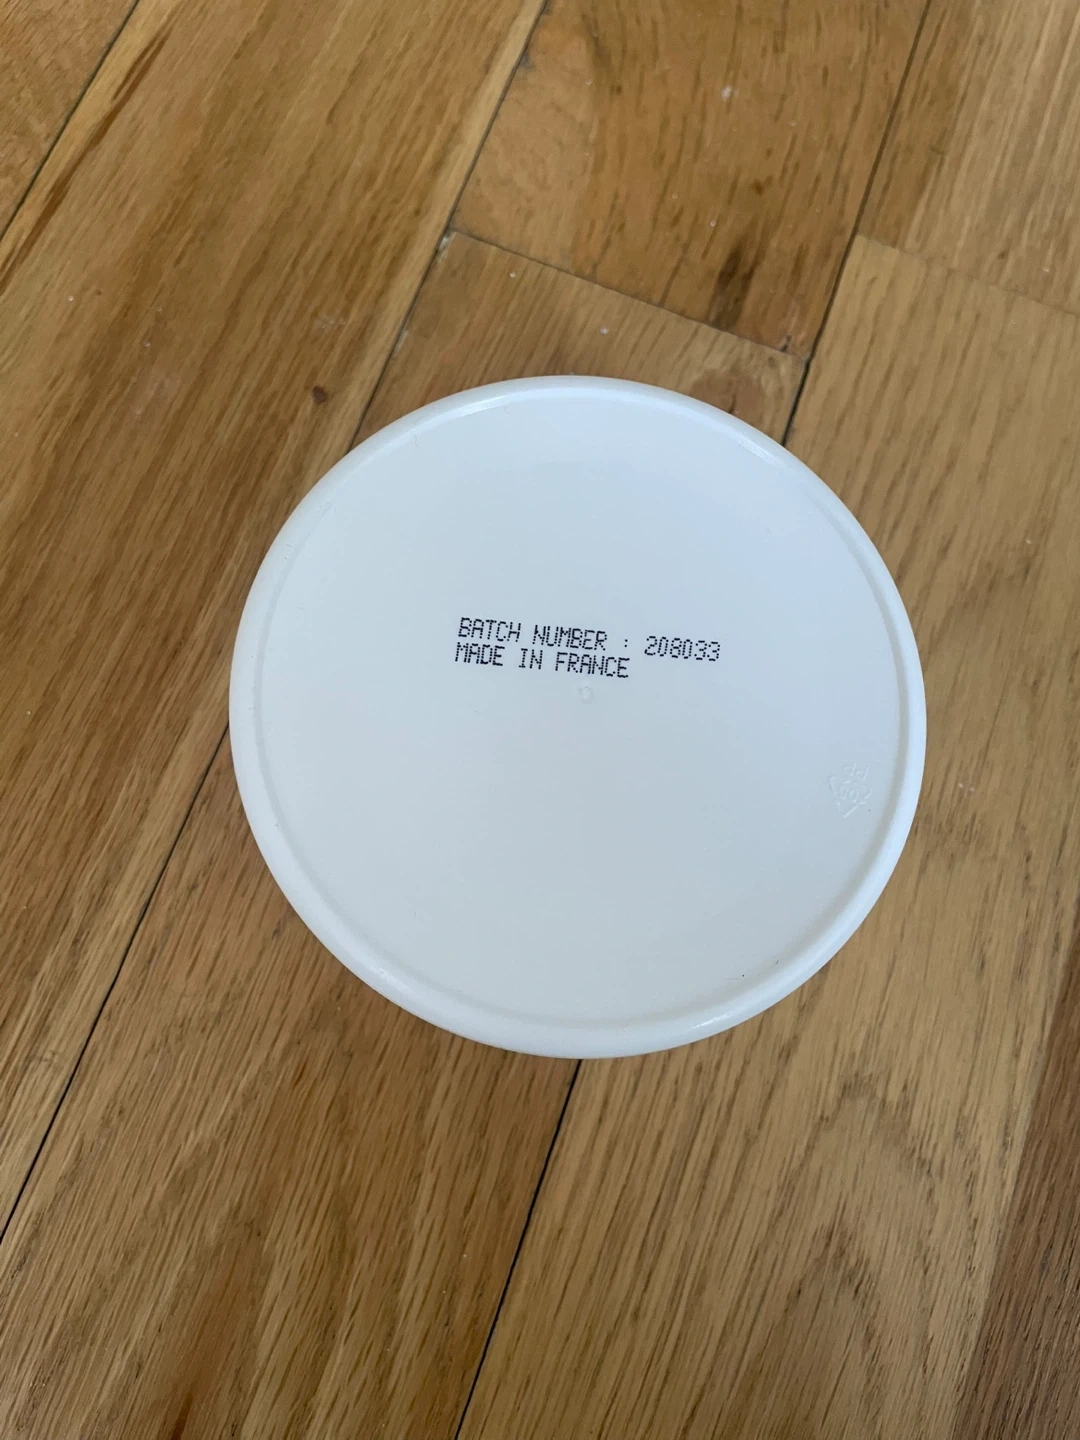 BATCH NUMBER : 208033
MADE IN FRANCE